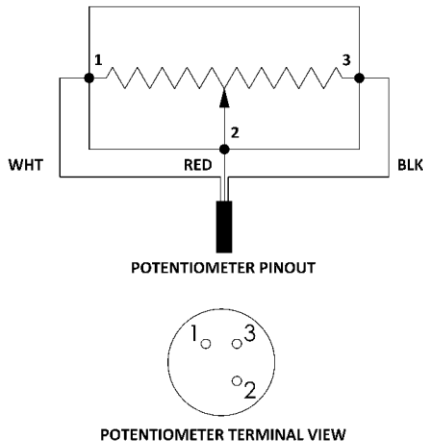 1 3
2
WHT RED BLK
POTENTIOMETER PINOUT
1 3
2
POTENTIOMETER TERMINAL VIEW